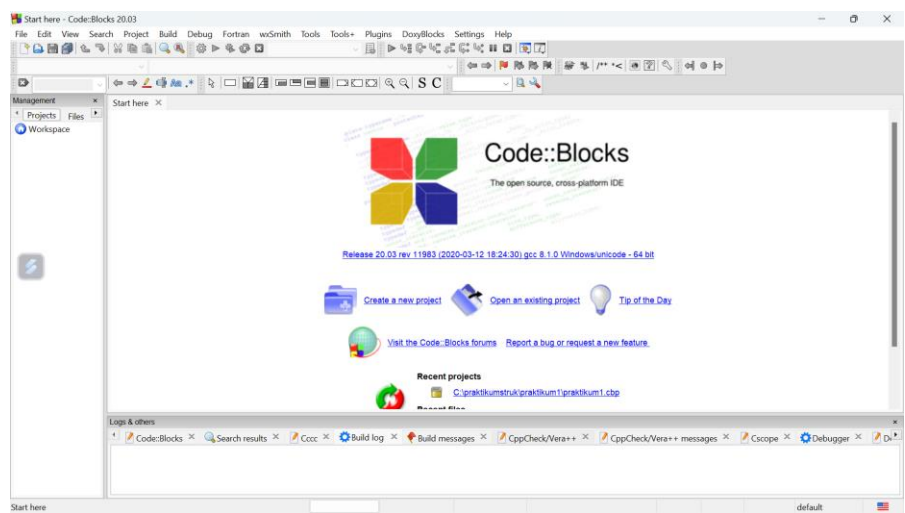 Start here - Code::Blocks 20.03
File Edit View Search Project Build Debug Fortran wxSmith Tools Tools+ Plugins DoxyBlocks Settings Help
/** *<
.* S C
Management ×
Projects Files
Workspace
Start here ×
Code::Blocks
The open source, cross-platform IDE
Release 20.03 rev 11983 (2020-03-12 18:24:30) gcc 8.1.0 Windows/unicode - 64 bit
Create a new project Open an existing project Tip of the Day
Visit the Code::Blocks forums Report a bug or request a new feature
Recent projects
C:\praktikumstruk\praktikum1\praktikum1.cbp
Recent files
Logs & others
Code::Blocks × Search results × Cccc × Build log × Build messages × CppCheck/Vera++ × CppCheck/Vera++ messages × Cscope × Debugger ×
Start here default